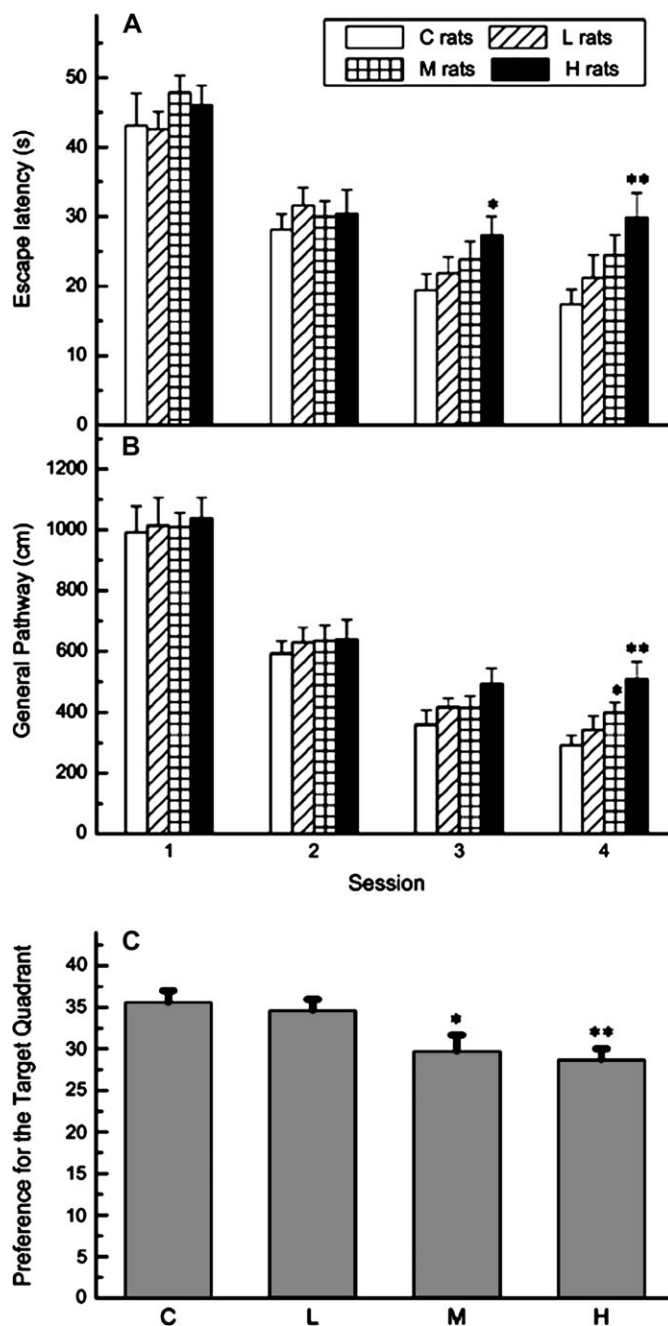 A
C rats L rats
M rats H rats
Escape latency (s)
50
40
30
20
10
0
*
**
B
General Pathway (cm)
1200
1000
800
600
400
200
0
*
**
1 2 3 4
Session
C
Preference for the Target Quadrant
40
35
30
25
20
15
10
5
0
*
**
C L M H